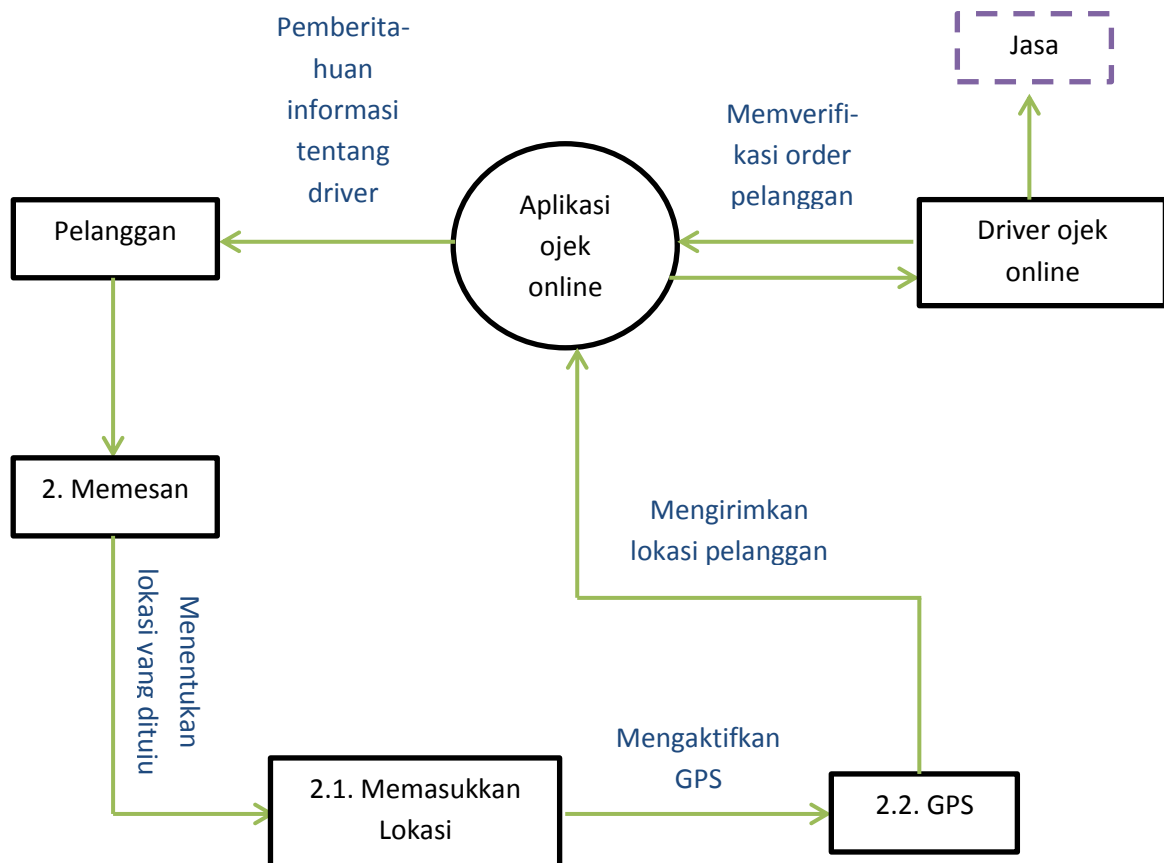 Pemberita-
huan
informasi
tentang
driver
Jasa
Memverifi-
kasi order
pelanggan
Pelanggan
Aplikasi
ojek
online
Driver ojek
online
2. Memesan
Mengirimkan
lokasi pelanggan
Menentukan
lokasi yang dituju
Mengaktifkan
GPS
2.1. Memasukkan
Lokasi
2.2. GPS